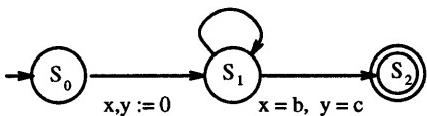 S0
S1
S2
x,y := 0
x = b, y = c